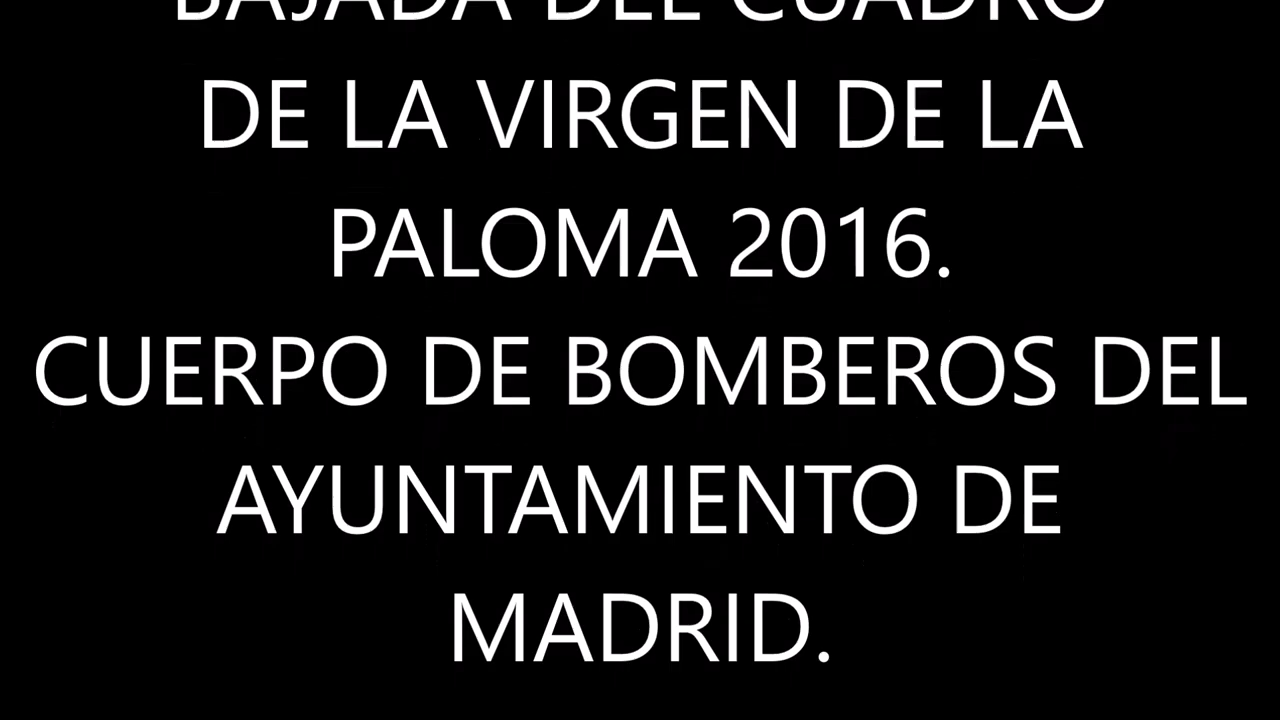 BAJADA DEL CUADRO
DE LA VIRGEN DE LA
PALOMA 2016.
CUERPO DE BOMBEROS DEL
AYUNTAMIENTO DE
MADRID.